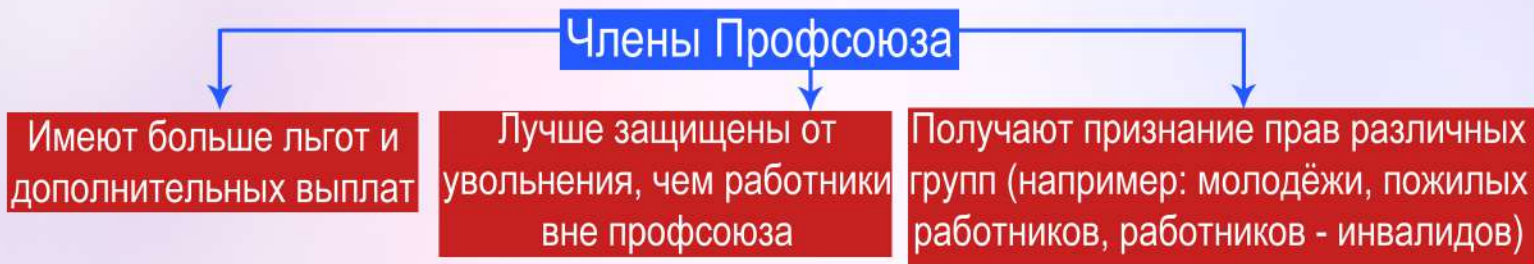 Члены Профсоюза
Имеют больше льгот и
дополнительных выплат
Лучше защищены от
увольнения, чем работники
вне профсоюза
Получают признание прав различных
групп (например: молодёжи, пожилых
работников, работников - инвалидов)